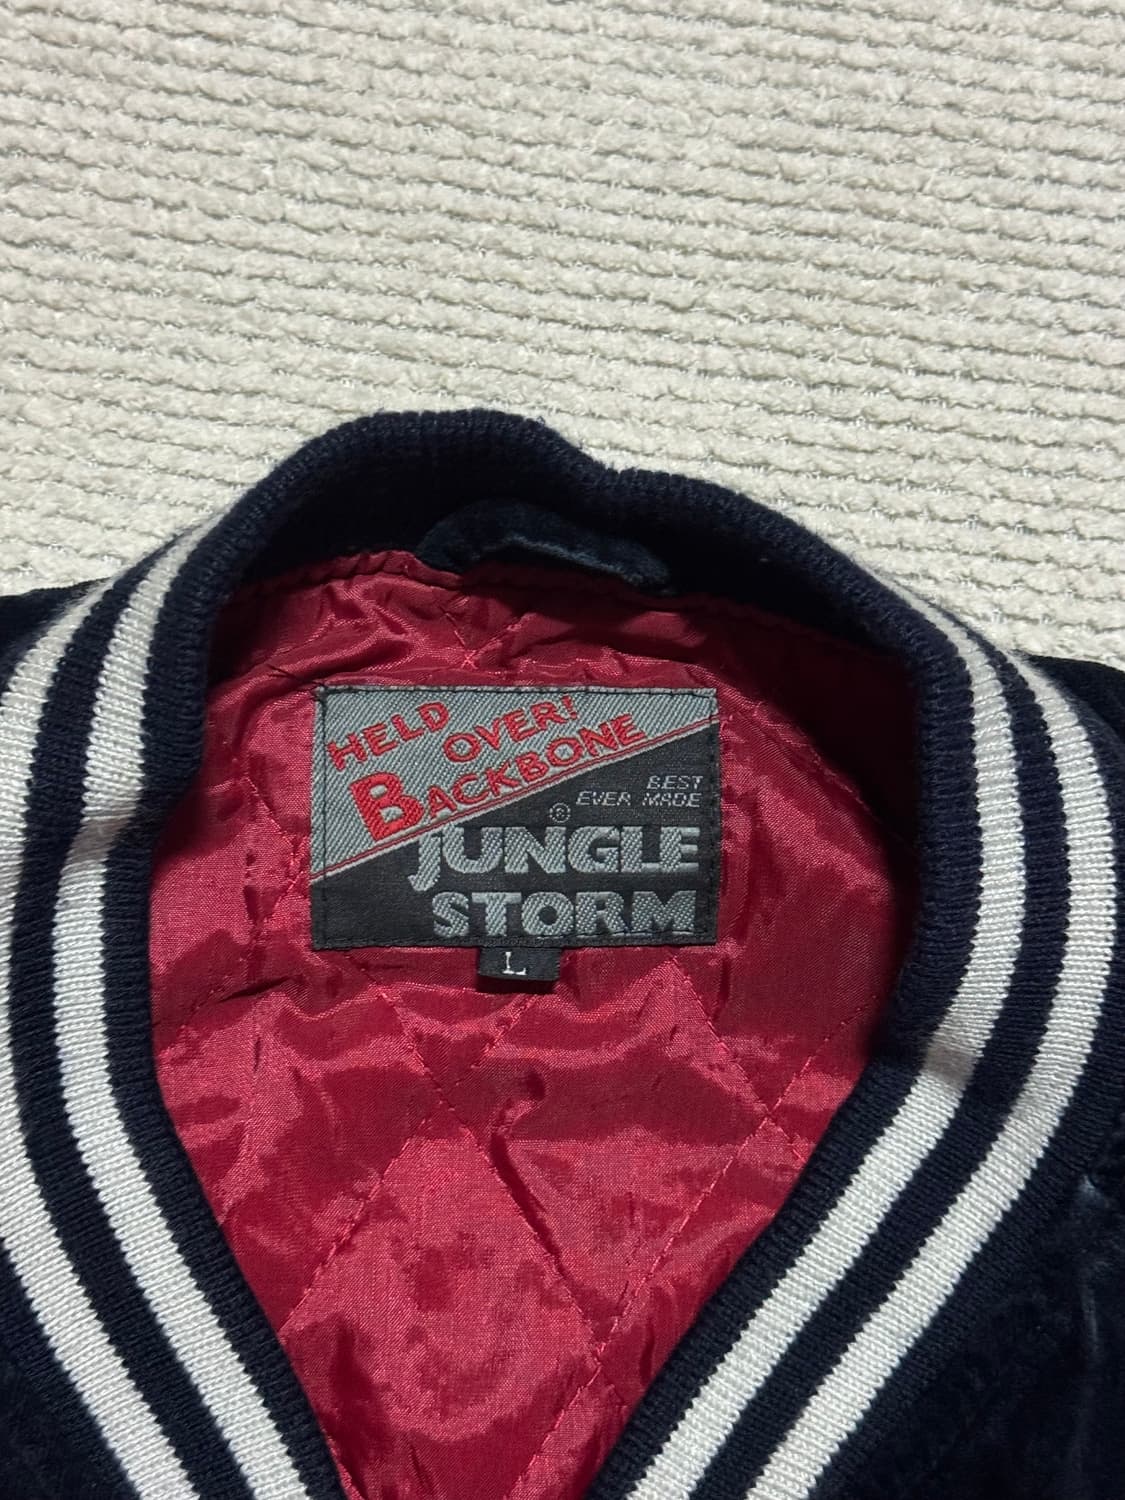 HELD
OVER!
BACKBONE
BEST
EVER MADE
®
JUNGLE
STORM
L